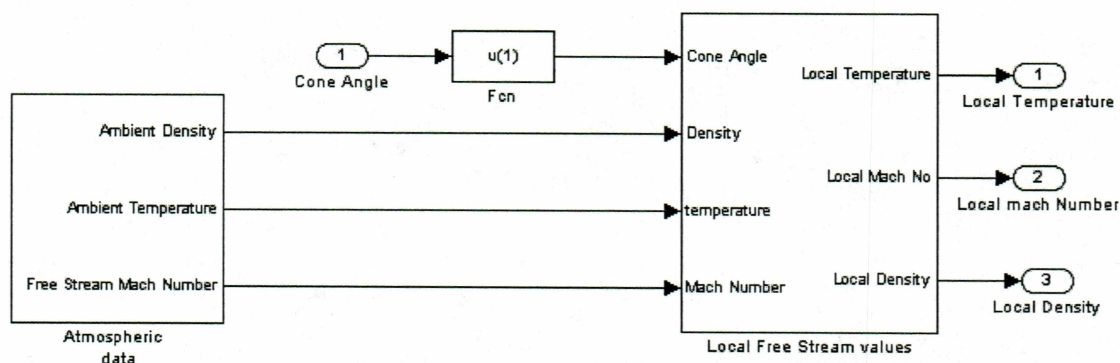 1
Cone Angle
u(1)
Fcn
Cone Angle
Local Temperature
1
Local Temperature
Ambient Density
Density
Local Mach No
2
Local mach Number
Ambient Temperature
temperature
Free Stream Mach Number
Mach Number
Local Density
3
Local Density
Atmospheric
data
Local Free Stream values